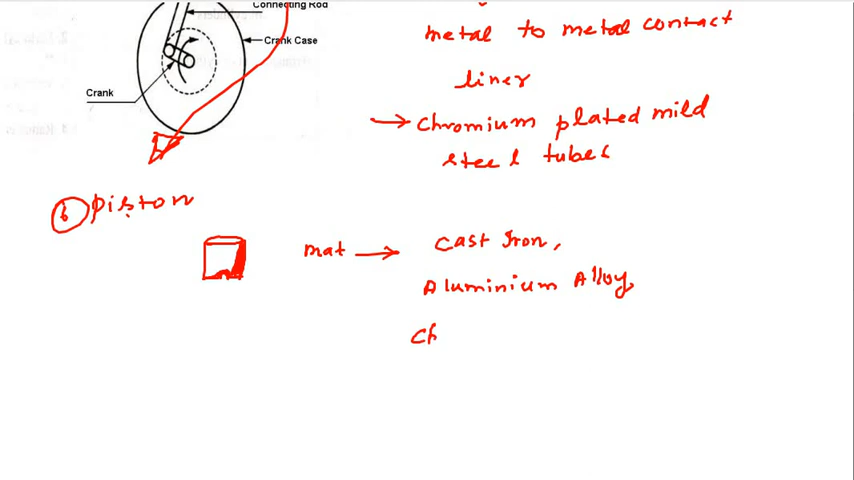 Connecting Rod
metal to metal contact
Crank Case
liner
Crank
→ chromium plated mild
steel tubes
6 piston
mat → cast Iron,
Aluminium Alloy,
Ch